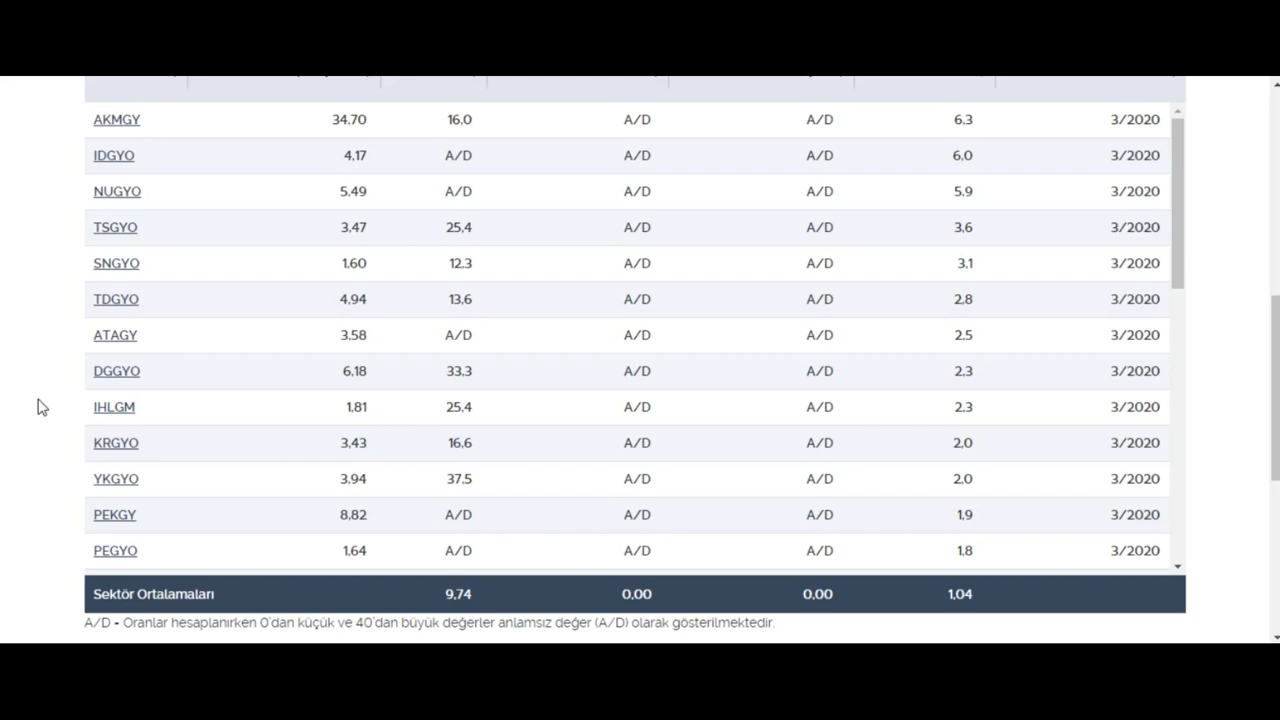 AKMGY 34,70 16,0 A/D A/D 6,3 3/2020
IDGYO 4,17 A/D A/D A/D 6,0 3/2020
NUGYO 5,49 A/D A/D A/D 5,9 3/2020
TSGYO 3,47 25,4 A/D A/D 3,6 3/2020
SNGYO 1,60 12,3 A/D A/D 3,1 3/2020
TDGYO 4,94 13,6 A/D A/D 2,8 3/2020
ATAGY 3,58 A/D A/D A/D 2,5 3/2020
DGGYO 6,18 33,3 A/D A/D 2,3 3/2020
IHLGM 1,81 25,4 A/D A/D 2,3 3/2020
KRGYO 3,43 16,6 A/D A/D 2,0 3/2020
YKGYO 3,94 37,5 A/D A/D 2,0 3/2020
PEKGY 8,82 A/D A/D A/D 1,9 3/2020
PEGYO 1,64 A/D A/D A/D 1,8 3/2020
Sektör Ortalamaları 9,74 0,00 0,00 1,04
A/D = Oranlar hesaplanırken 0'dan küçük ve 40'dan büyük değerler anlamsız değer (A/D) olarak gösterilmektedir.